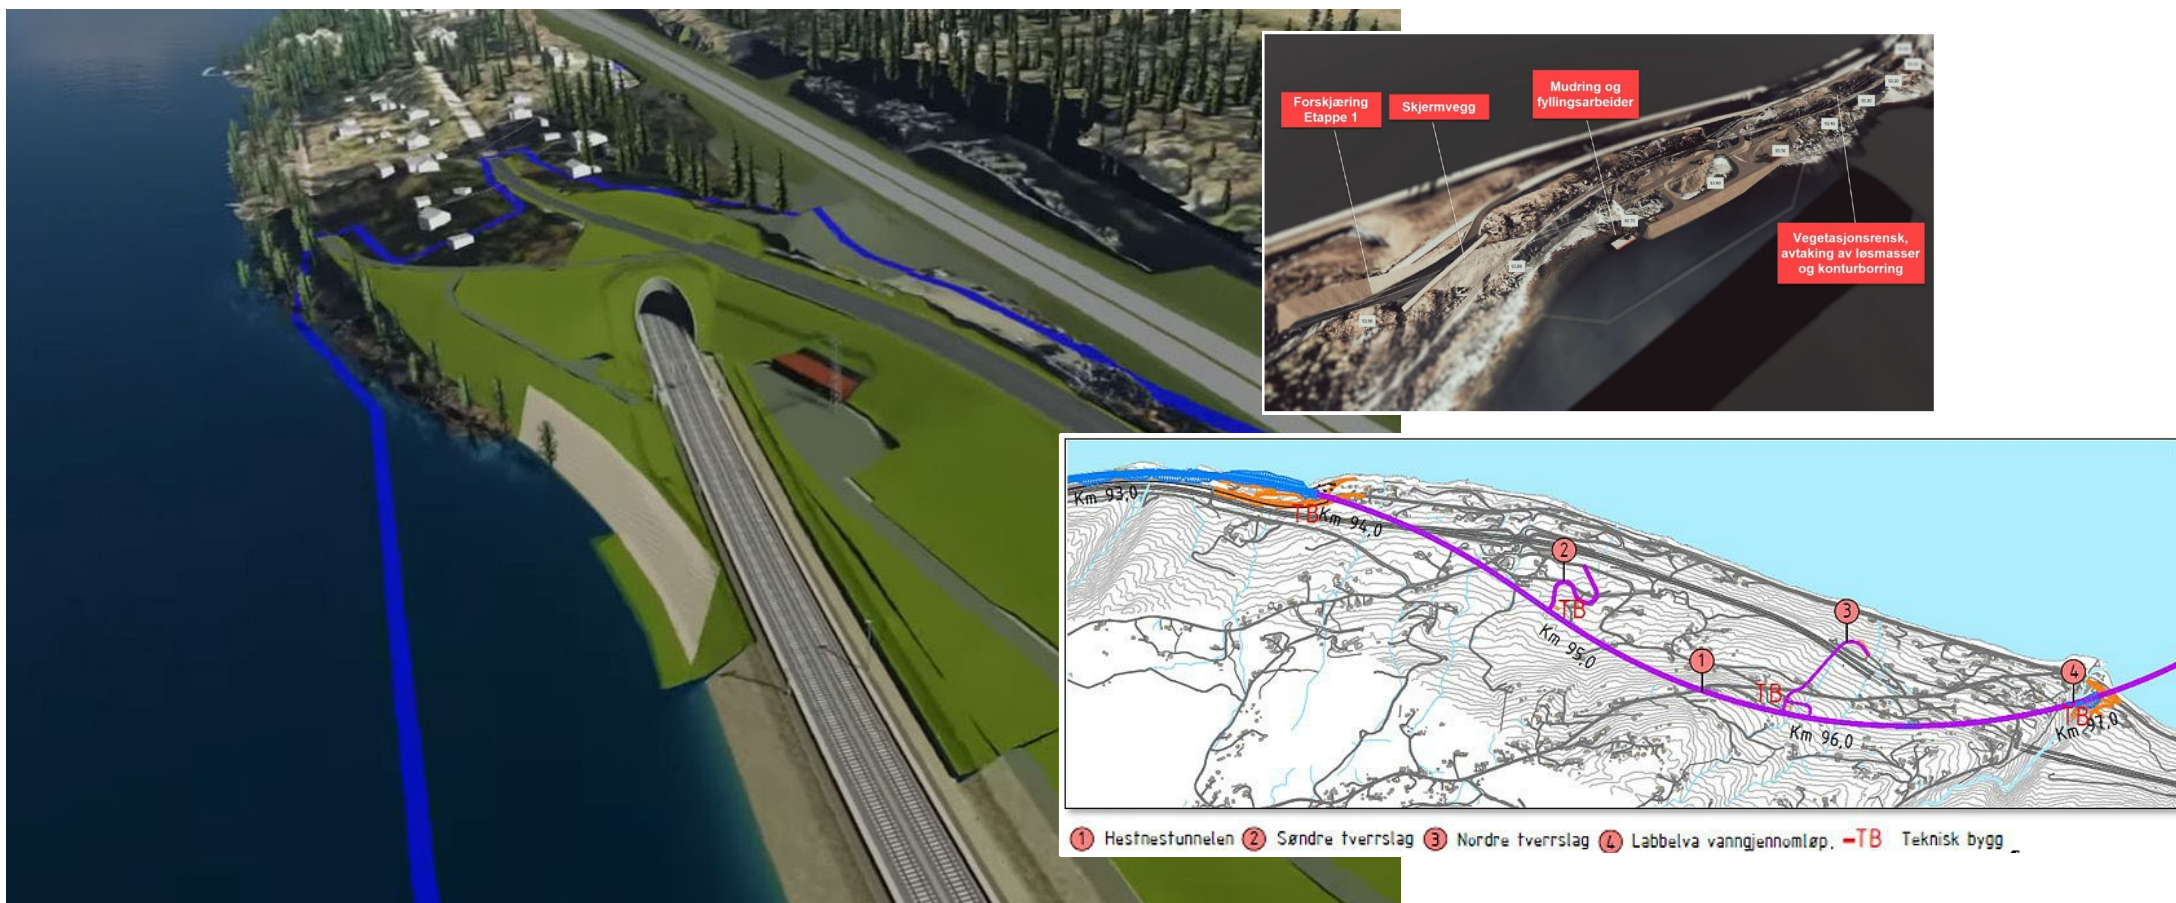 Forskjæring
Etappe 1
Skjermvegg
Mudring og
fyllingsarbeider
Vegetasjonsrensk,
avtaking av løsmasser
og konturborring
Km 93,0
TB
Km 94,0
2
TB
Km 95,0
1
3
TB
Km 96,0
4
TB
Km 97,0
1 Hestnestunnelen 2 Søndre tverrslag 3 Nordre tverrslag 4 Labbelva vanngjennomløp, -TB Teknisk bygg